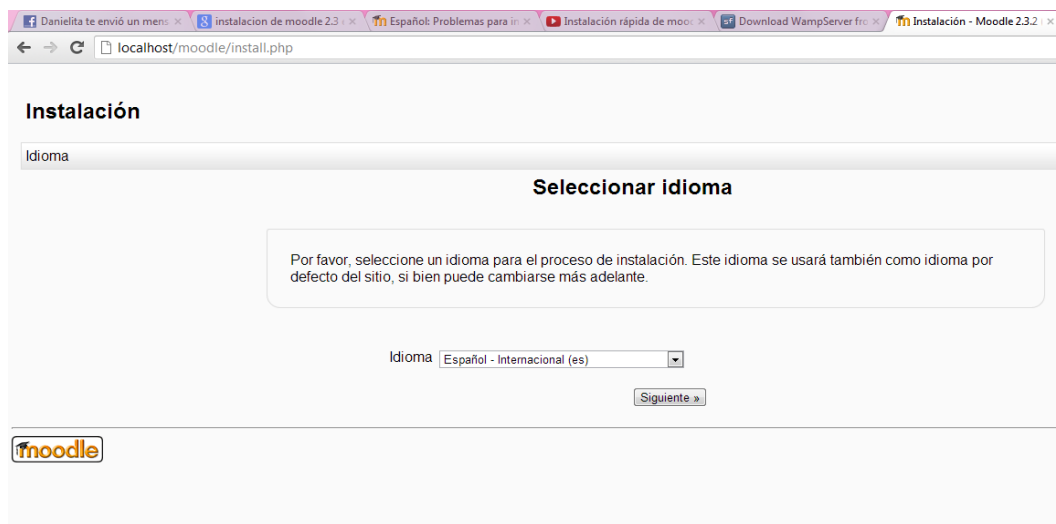 Danielita te envió un mens
instalacion de moodle 2.3
Español: Problemas para in
Instalación rápida de mood
Download WampServer fro
Instalación - Moodle 2.3.2
localhost/moodle/install.php
Instalación
Idioma
Seleccionar idioma
Por favor, seleccione un idioma para el proceso de instalación. Este idioma se usará también como idioma por
defecto del sitio, si bien puede cambiarse más adelante.
Idioma Español - Internacional (es)
Siguiente »
moodle